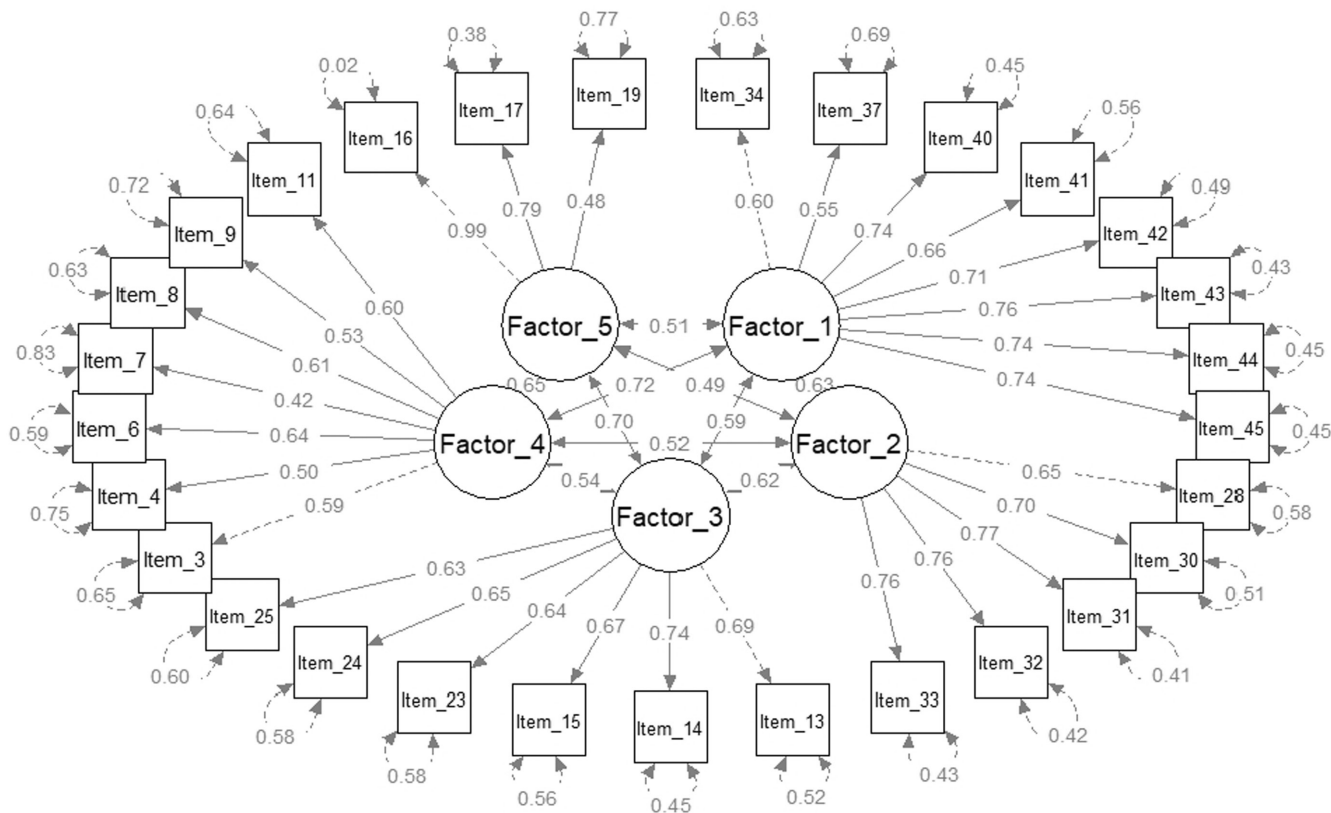 0.38
0.77
0.63
0.69
0.02
0.45
0.64
0.56
Item_19
Item_34
Item_17
Item_37
Item_16
Item_40
Item_11
Item_41
0.72
0.49
Item_9
Item_42
0.79
0.48
0.60
0.55
0.99
0.74
0.66
0.63
0.43
Item_8
Item_43
0.71
0.60
0.76
0.53
Factor_5
0.51
Factor_1
0.83
0.45
Item_7
Item_44
0.74
0.61
0.74
0.65
0.72
0.49
0.63
0.42
0.59
0.45
Item_6
Item_45
0.64
0.70
0.59
Factor_4
0.52
Factor_2
0.50
0.65
0.54
0.62
0.75
0.58
Item_4
Item_28
0.59
Factor_3
0.70
0.77
0.76
Item_3
Item_30
0.65
0.51
0.63
0.65
0.64
0.67
0.74
0.69
0.76
Item_25
Item_31
0.60
0.41
Item_24
Item_32
Item_23
Item_33
Item_15
Item_14
Item_13
0.58
0.42
0.58
0.43
0.56
0.45
0.52